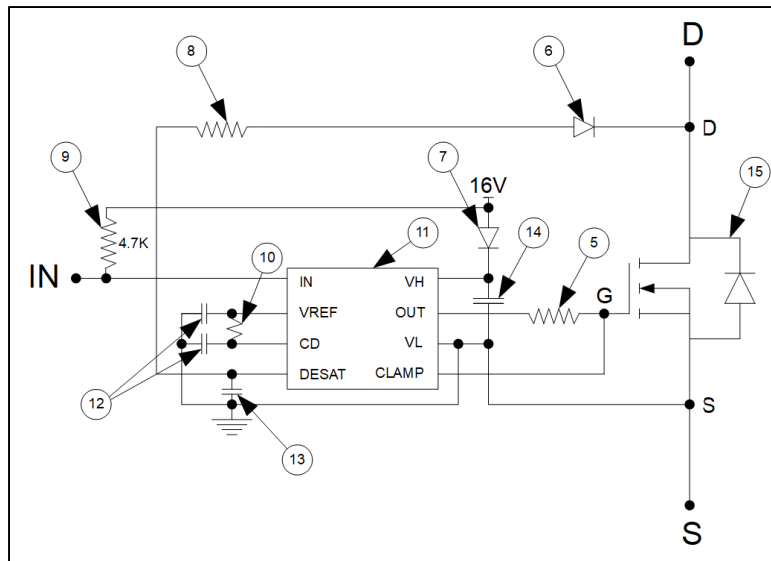 D
8
6
D
9
7
16V
15
4.7K
11
14
10
5
IN
IN
VH
G
VREF
OUT
CD
VL
DESAT
CLAMP
12
S
13
S